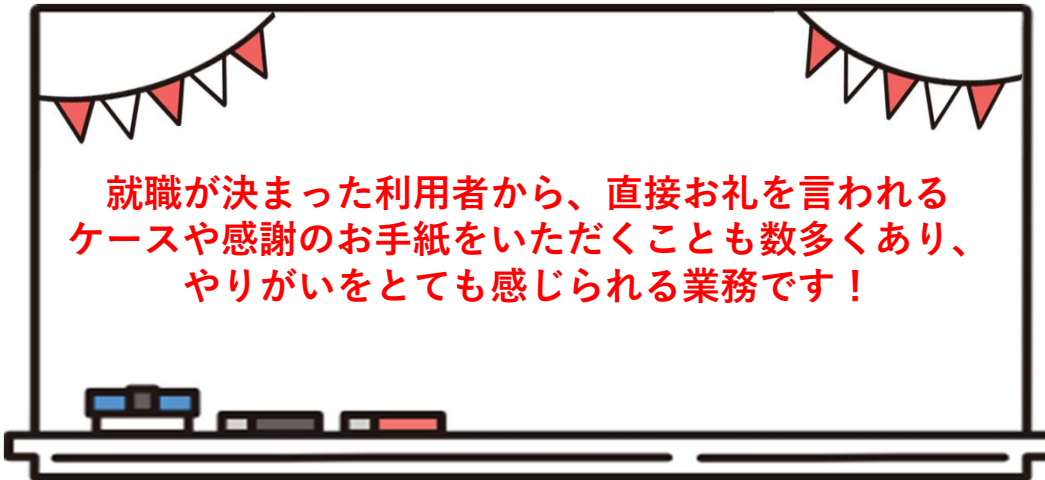 就職が決まった利用者から、直接お礼を言われる
ケースや感謝のお手紙をいただくことも数多くあり、
やりがいをとても感じられる業務です！